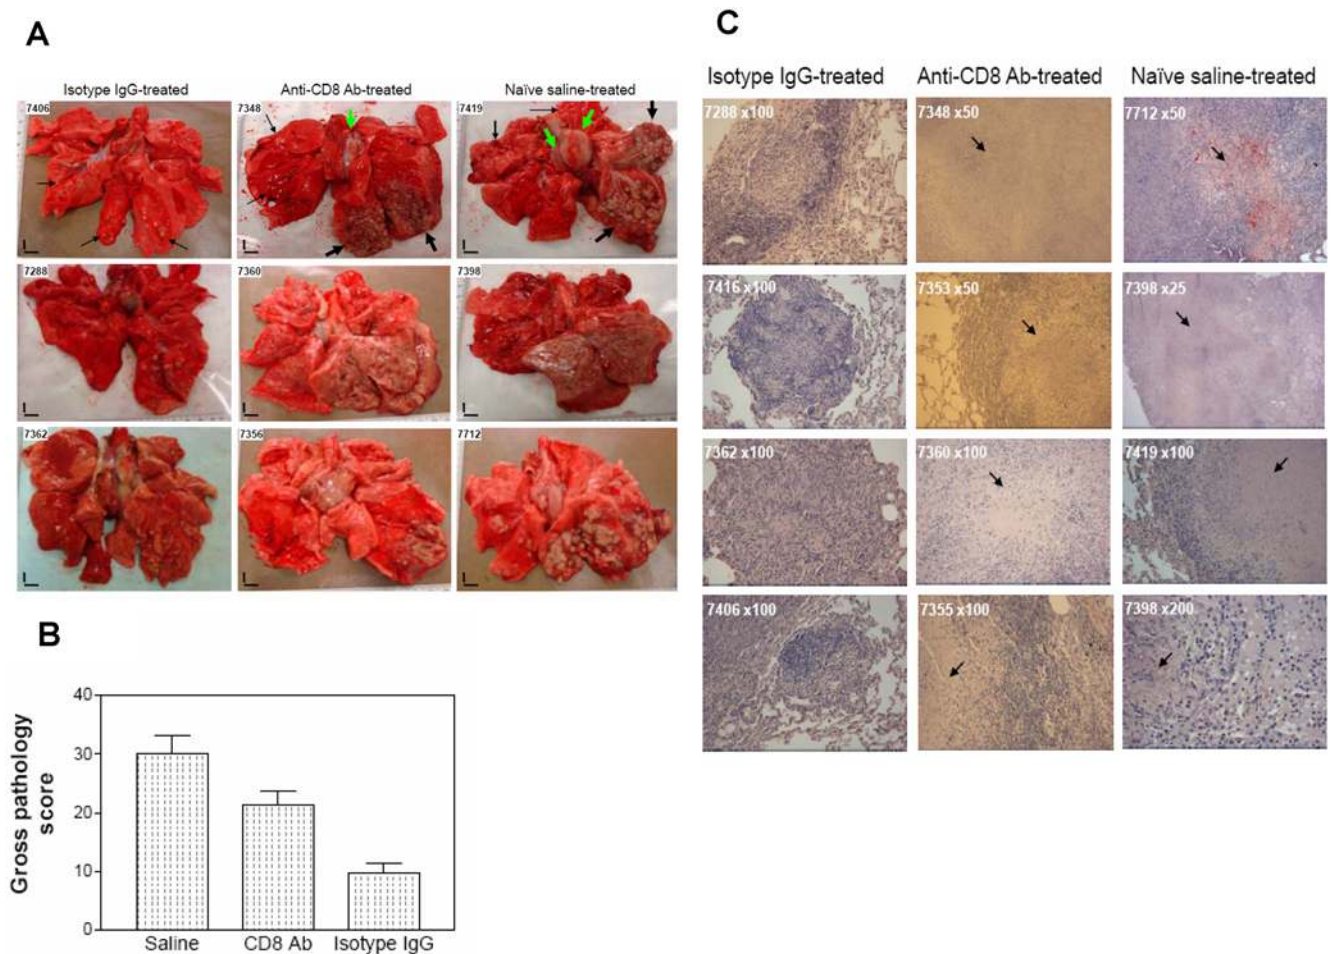 A
Isotype IgG-treated
Anti-CD8 Ab-treated
Naïve saline-treated
7406
7348
7419
7288
7360
7398
7362
7356
7712
B
40
30
20
10
0
Gross pathology
score
Saline
CD8 Ab
Isotype IgG
C
Isotype IgG-treated
Anti-CD8 Ab-treated
Naïve saline-treated
7288 x100
7348 x50
7712 x50
7416 x100
7353 x50
7398 x25
7362 x100
7360 x100
7419 x100
7406 x100
7355 x100
7398 x200